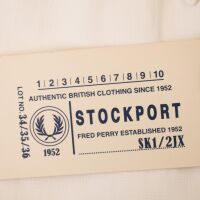 1|2|3|4|5|6|7|8|9|10
AUTHENTIC BRITISH CLOTHING SINCE 1952
LOT NO 34/35/36
STOCKPORT
FRED PERRY ESTABLISHED 1952
1952
SK1/2IX